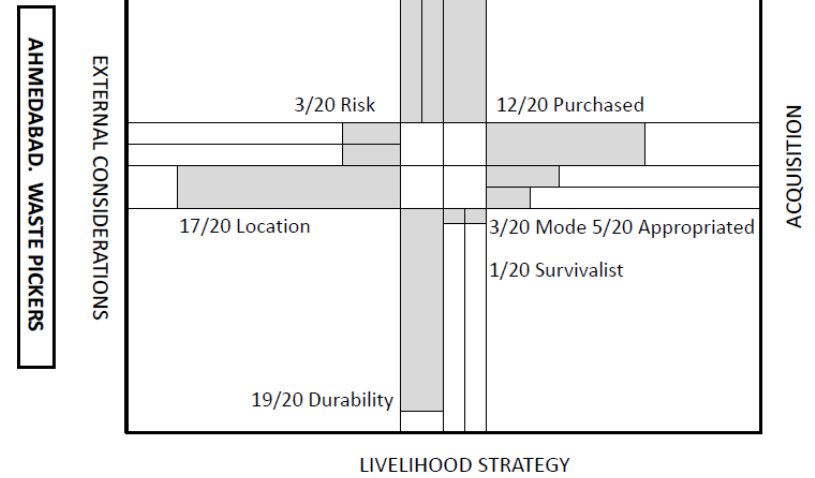 AHMEDABAD. WASTE PICKERS
EXTERNAL CONSIDERATIONS
3/20 Risk
12/20 Purchased
ACQUISITION
17/20 Location
3/20 Mode 5/20 Appropriated
1/20 Survivalist
19/20 Durability
LIVELIHOOD STRATEGY